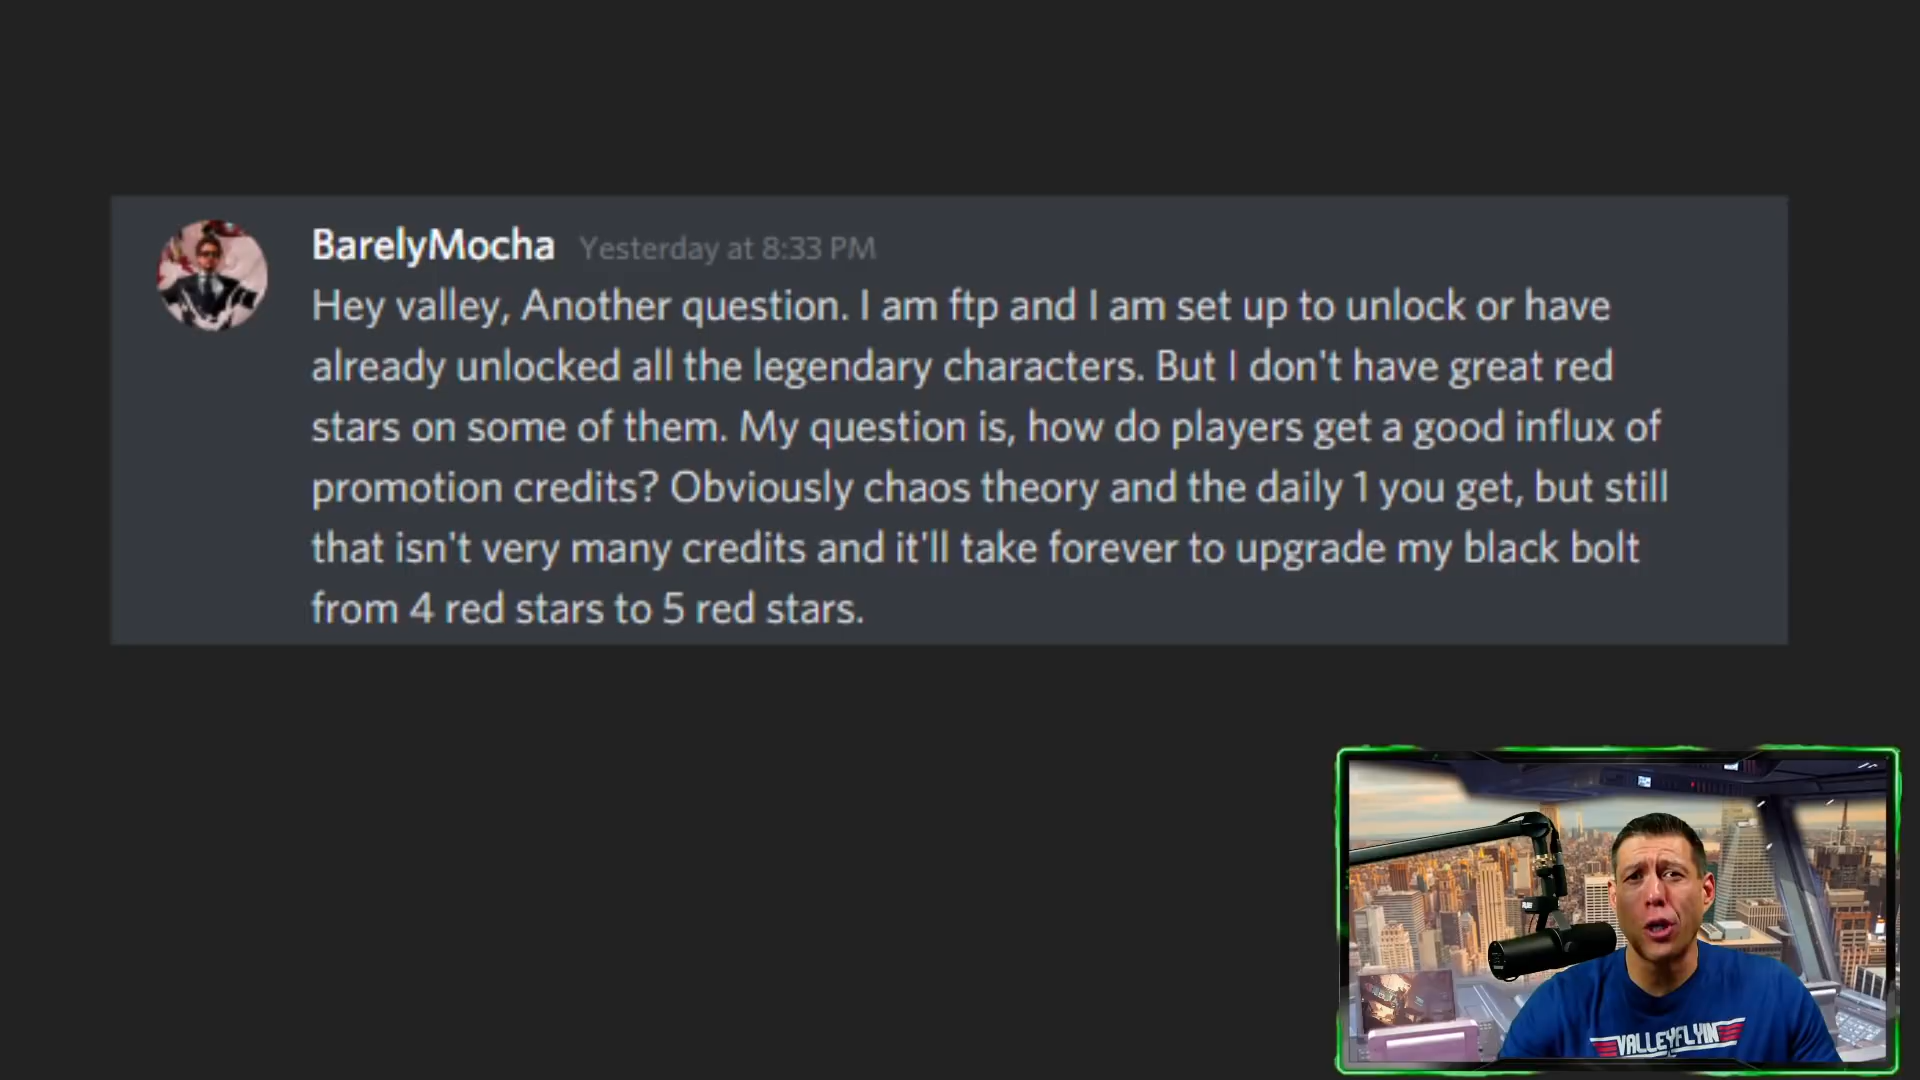 BarelyMocha Yesterday at 8:33 PM
Hey valley, Another question. I am ftp and I am set up to unlock or have
already unlocked all the legendary characters. But I don't have great red
stars on some of them. My question is, how do players get a good influx of
promotion credits? Obviously chaos theory and the daily 1 you get, but still
that isn't very many credits and it'll take forever to upgrade my black bolt
from 4 red stars to 5 red stars.
VALLEYFLYIN